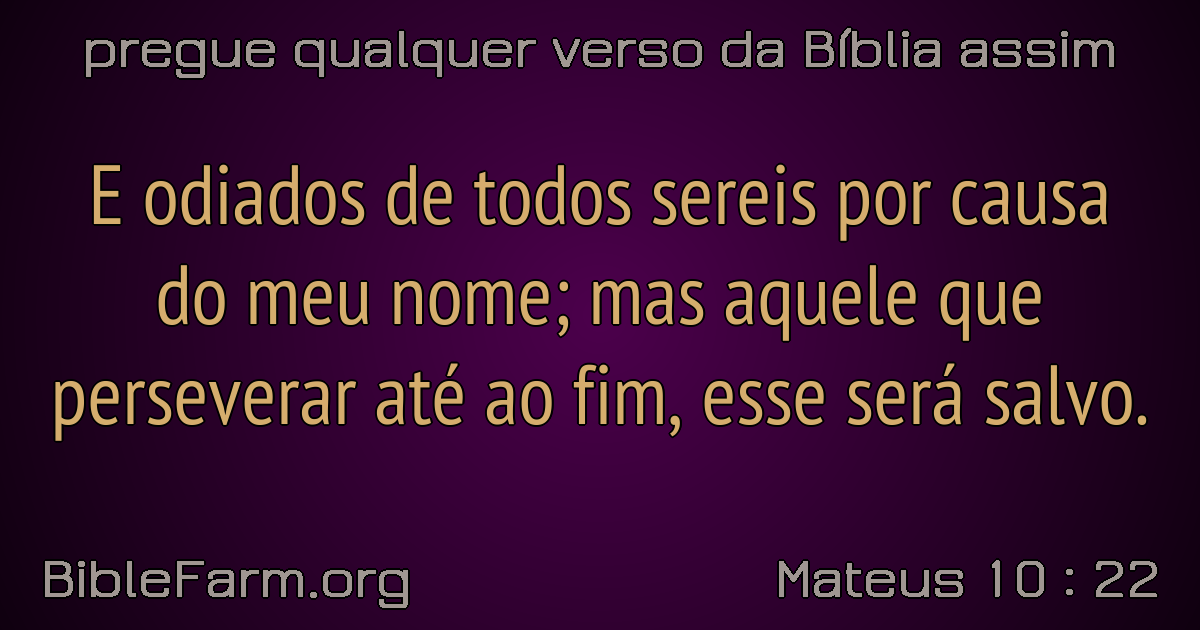 pregue qualquer verso da Bíblia assim
E odiados de todos sereis por causa
do meu nome; mas aquele que
perseverar até ao fim, esse será salvo.
BibleFarm.org
Mateus 10 : 22